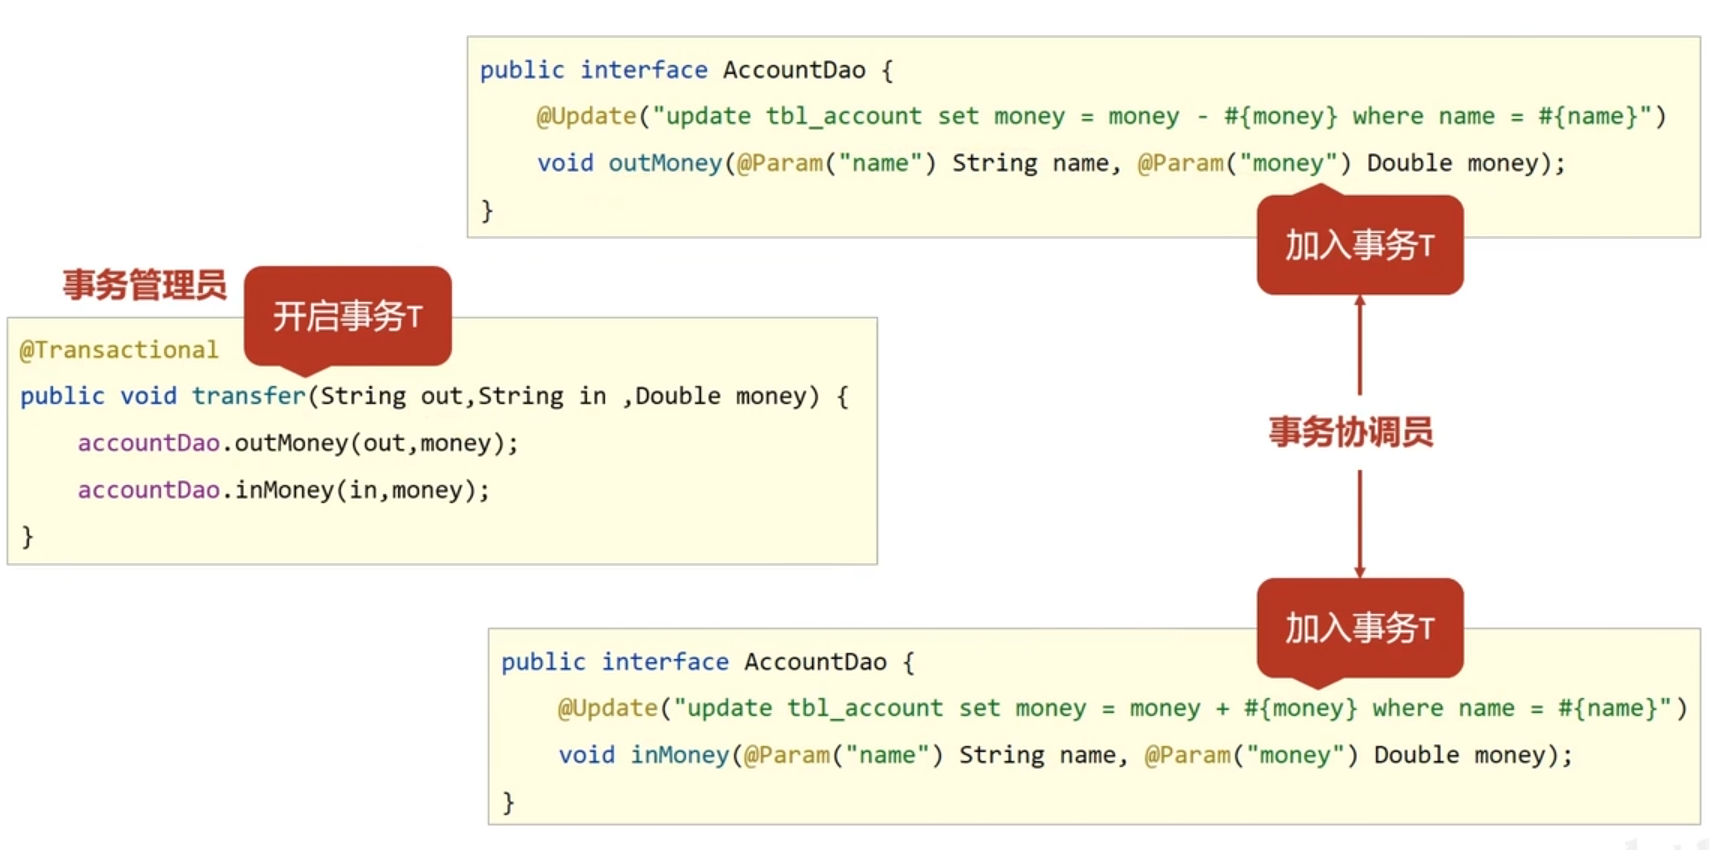 public interface AccountDao {
@Update("update tbl_account set money = money - #{money} where name = #{name}")
void outMoney(@Param("name") String name, @Param("money") Double money);
}
加入事务T
事务管理员
开启事务T
@Transactional
public void transfer(String out,String in ,Double money) {
accountDao.outMoney(out,money);
accountDao.inMoney(in,money);
}
事务协调员
加入事务T
public interface AccountDao {
@Update("update tbl_account set money = money + #{money} where name = #{name}")
void inMoney(@Param("name") String name, @Param("money") Double money);
}